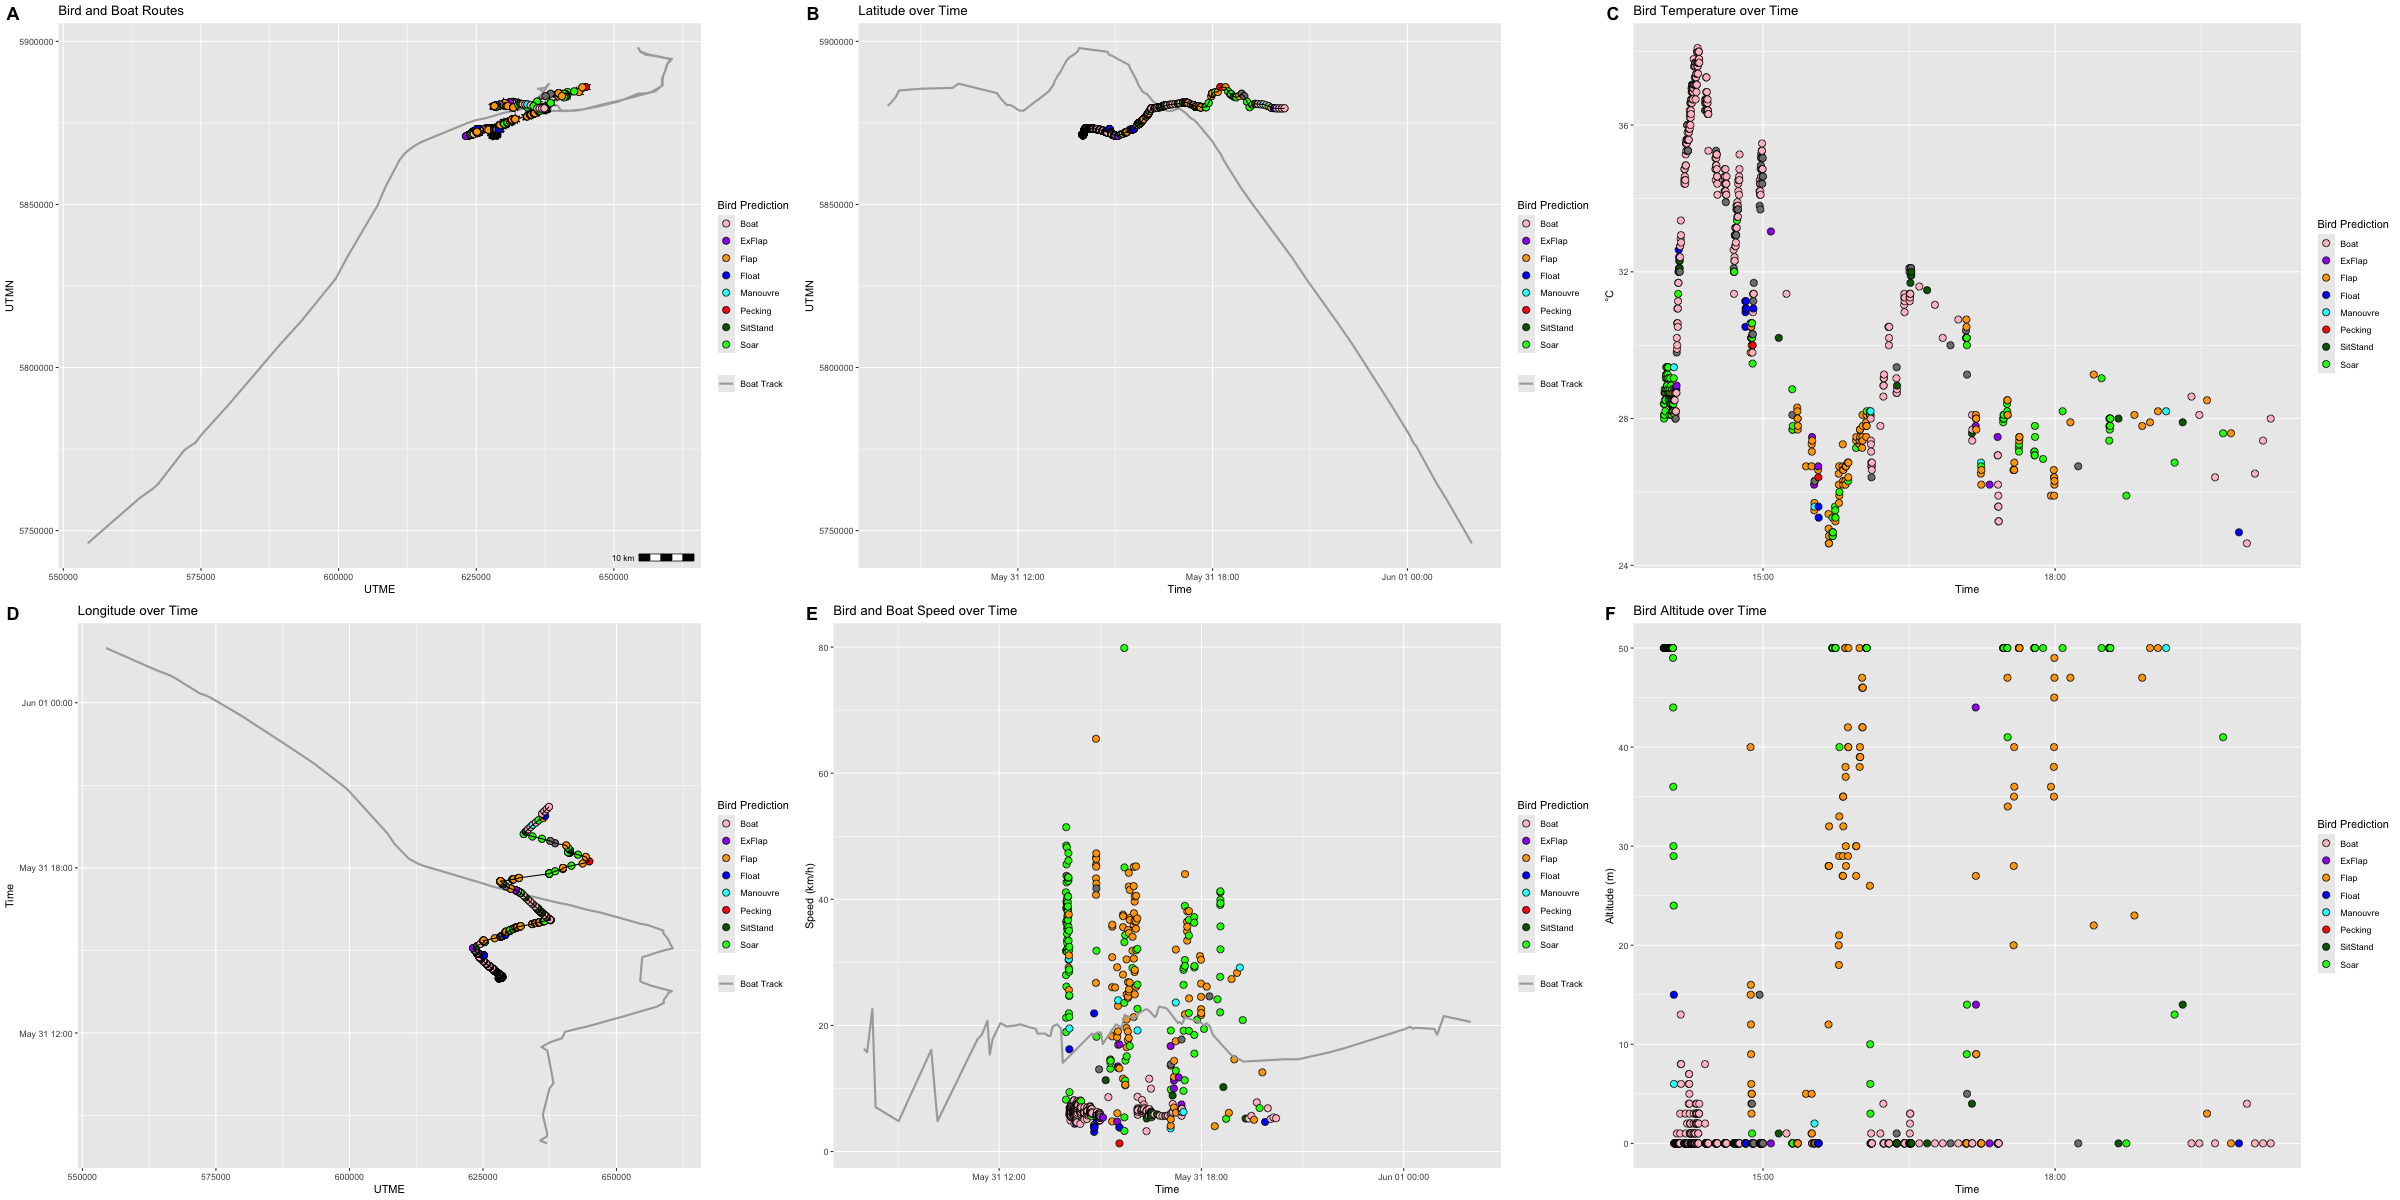 A Bird and Boat Routes
5900000
5850000
5800000
5750000
UTMN
550000 575000 600000 625000 650000
UTME
10 km
Bird Prediction
Boat
ExFlap
Flap
Float
Manouvre
Pecking
SitStand
Soar
Boat Track
B Latitude over Time
5900000
5850000
5800000
5750000
UTMN
May 31 12:00 May 31 18:00 Jun 01 00:00
Time
Bird Prediction
Boat
ExFlap
Flap
Float
Manouvre
Pecking
SitStand
Soar
Boat Track
C Bird Temperature over Time
36
32
28
24
°C
15:00 18:00
Time
Bird Prediction
Boat
ExFlap
Flap
Float
Manouvre
Pecking
SitStand
Soar
D Longitude over Time
Jun 01 00:00
May 31 18:00
May 31 12:00
Time
550000 575000 600000 625000 650000
UTME
Bird Prediction
Boat
ExFlap
Flap
Float
Manouvre
Pecking
SitStand
Soar
Boat Track
E Bird and Boat Speed over Time
80
60
40
20
0
Speed (km/h)
May 31 12:00 May 31 18:00 Jun 01 00:00
Time
Bird Prediction
Boat
ExFlap
Flap
Float
Manouvre
Pecking
SitStand
Soar
Boat Track
F Bird Altitude over Time
50
40
30
20
10
0
Altitude (m)
15:00 18:00
Time
Bird Prediction
Boat
ExFlap
Flap
Float
Manouvre
Pecking
SitStand
Soar